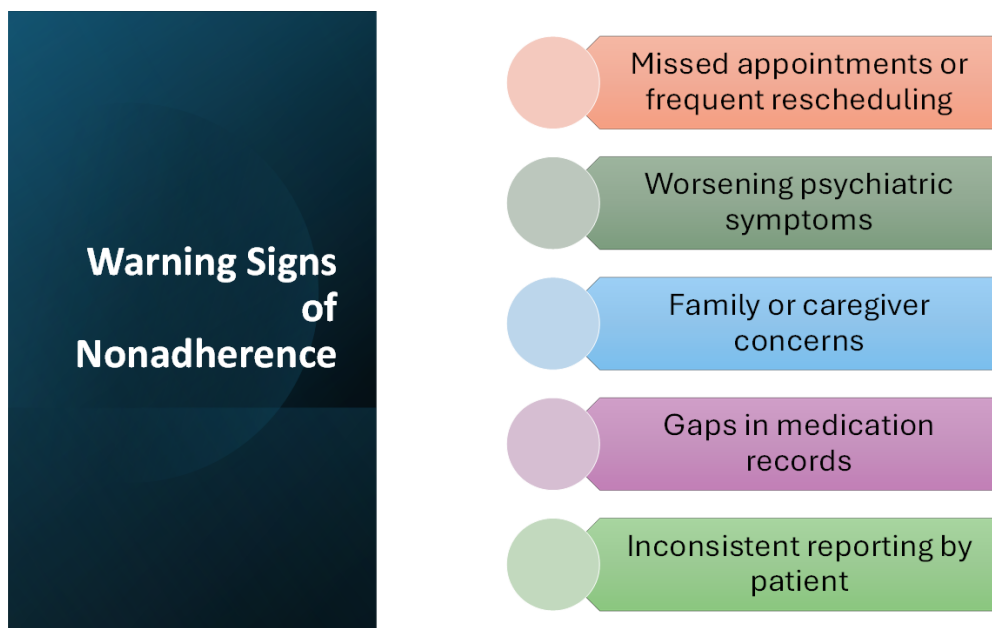 Warning Signs
of
Nonadherence
Missed appointments or
frequent rescheduling
Worsening psychiatric
symptoms
Family or caregiver
concerns
Gaps in medication
records
Inconsistent reporting by
patient